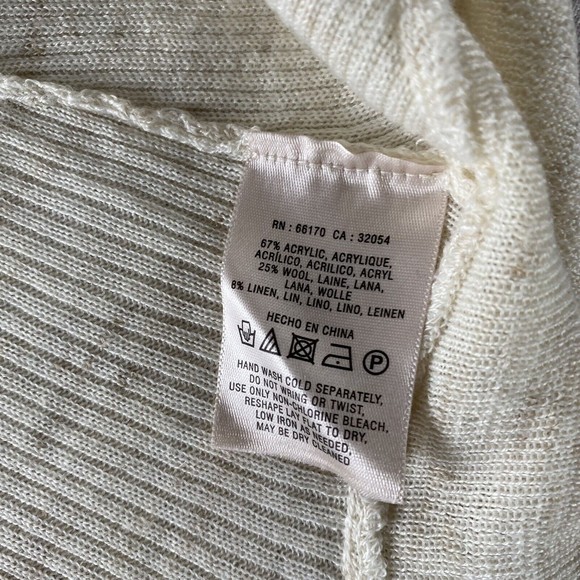 RN : 66170 CA : 32054
67% ACRYLIC, ACRYLIQUE,
ACRÍLICO, ACRILICO, ACRYL
25% WOOL, LAINE, LANA,
LANA, WOLLE
8% LINEN, LIN, LINO, LINO, LEINEN
HECHO EN CHINA
P
HAND WASH COLD SEPARATELY,
DO NOT WRING OR TWIST,
USE ONLY NON-CHLORINE BLEACH,
RESHAPE LAY FLAT TO DRY,
LOW IRON AS NEEDED,
MAY BE DRY CLEANED